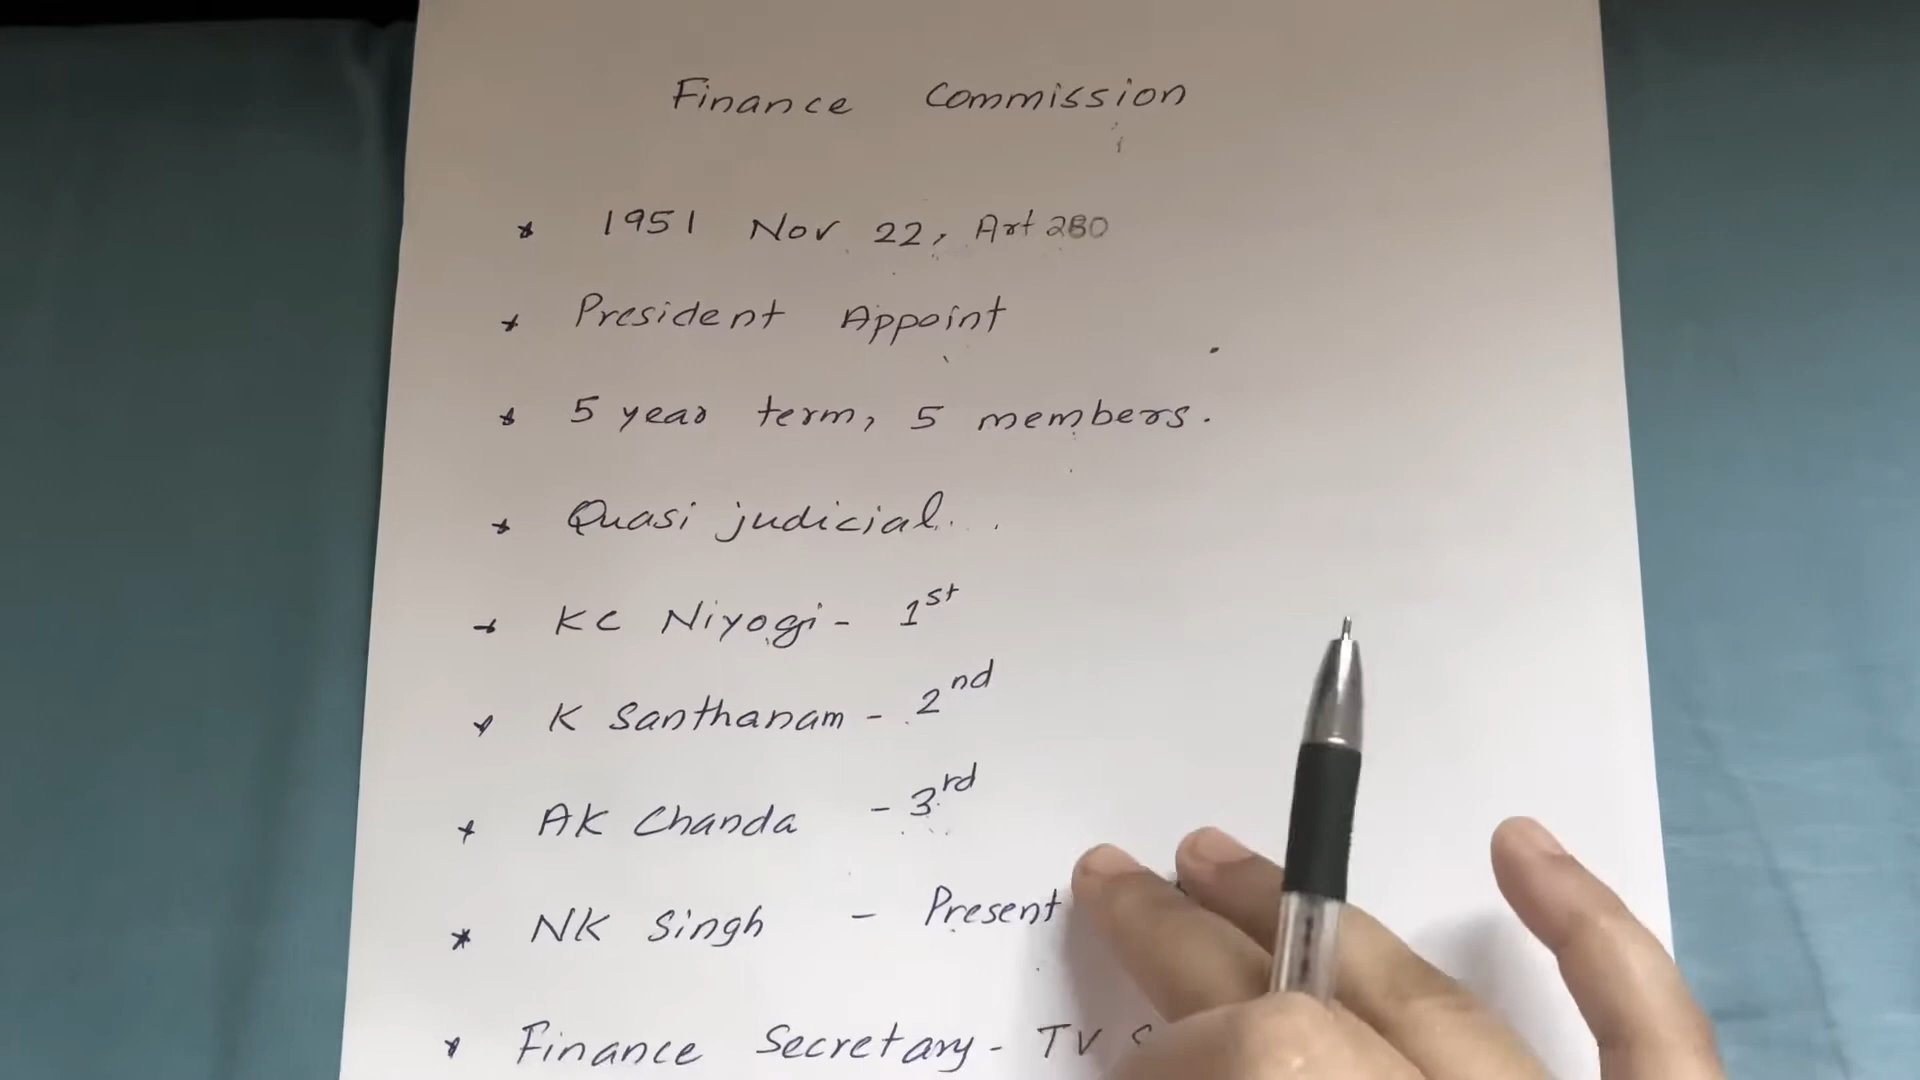 Finance Commission
* 1951 Nov 22, Art 280
* President Appoint
* 5 year term, 5 members.
* Quasi judicial.
* KC Niyogi - 1st
* K Santhanam - 2nd
* AK Chanda - 3rd
* NK Singh - Present
* Finance Secretary - TV